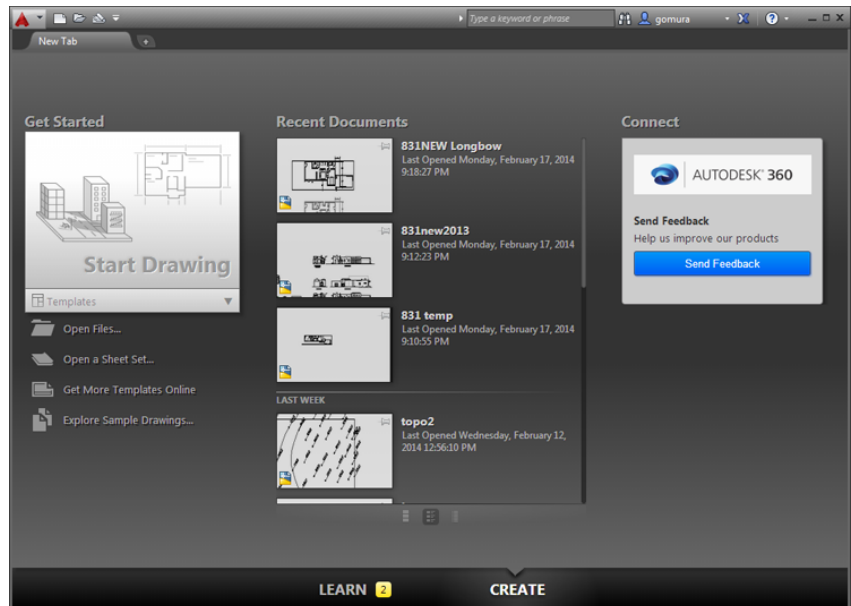 Type a keyword or phrase
gomura
New Tab
Get Started
Start Drawing
Templates
Open Files...
Open a Sheet Set...
Get More Templates Online
Explore Sample Drawings...
Recent Documents
831NEW Longbow
Last Opened Monday, February 17, 2014
9:18:27 PM
831new2013
Last Opened Monday, February 17, 2014
9:12:23 PM
831 temp
Last Opened Monday, February 17, 2014
9:10:55 PM
LAST WEEK
topo2
Last Opened Wednesday, February 12,
2014 12:56:10 PM
Connect
AUTODESK® 360
Send Feedback
Help us improve our products
Send Feedback
LEARN 2
CREATE